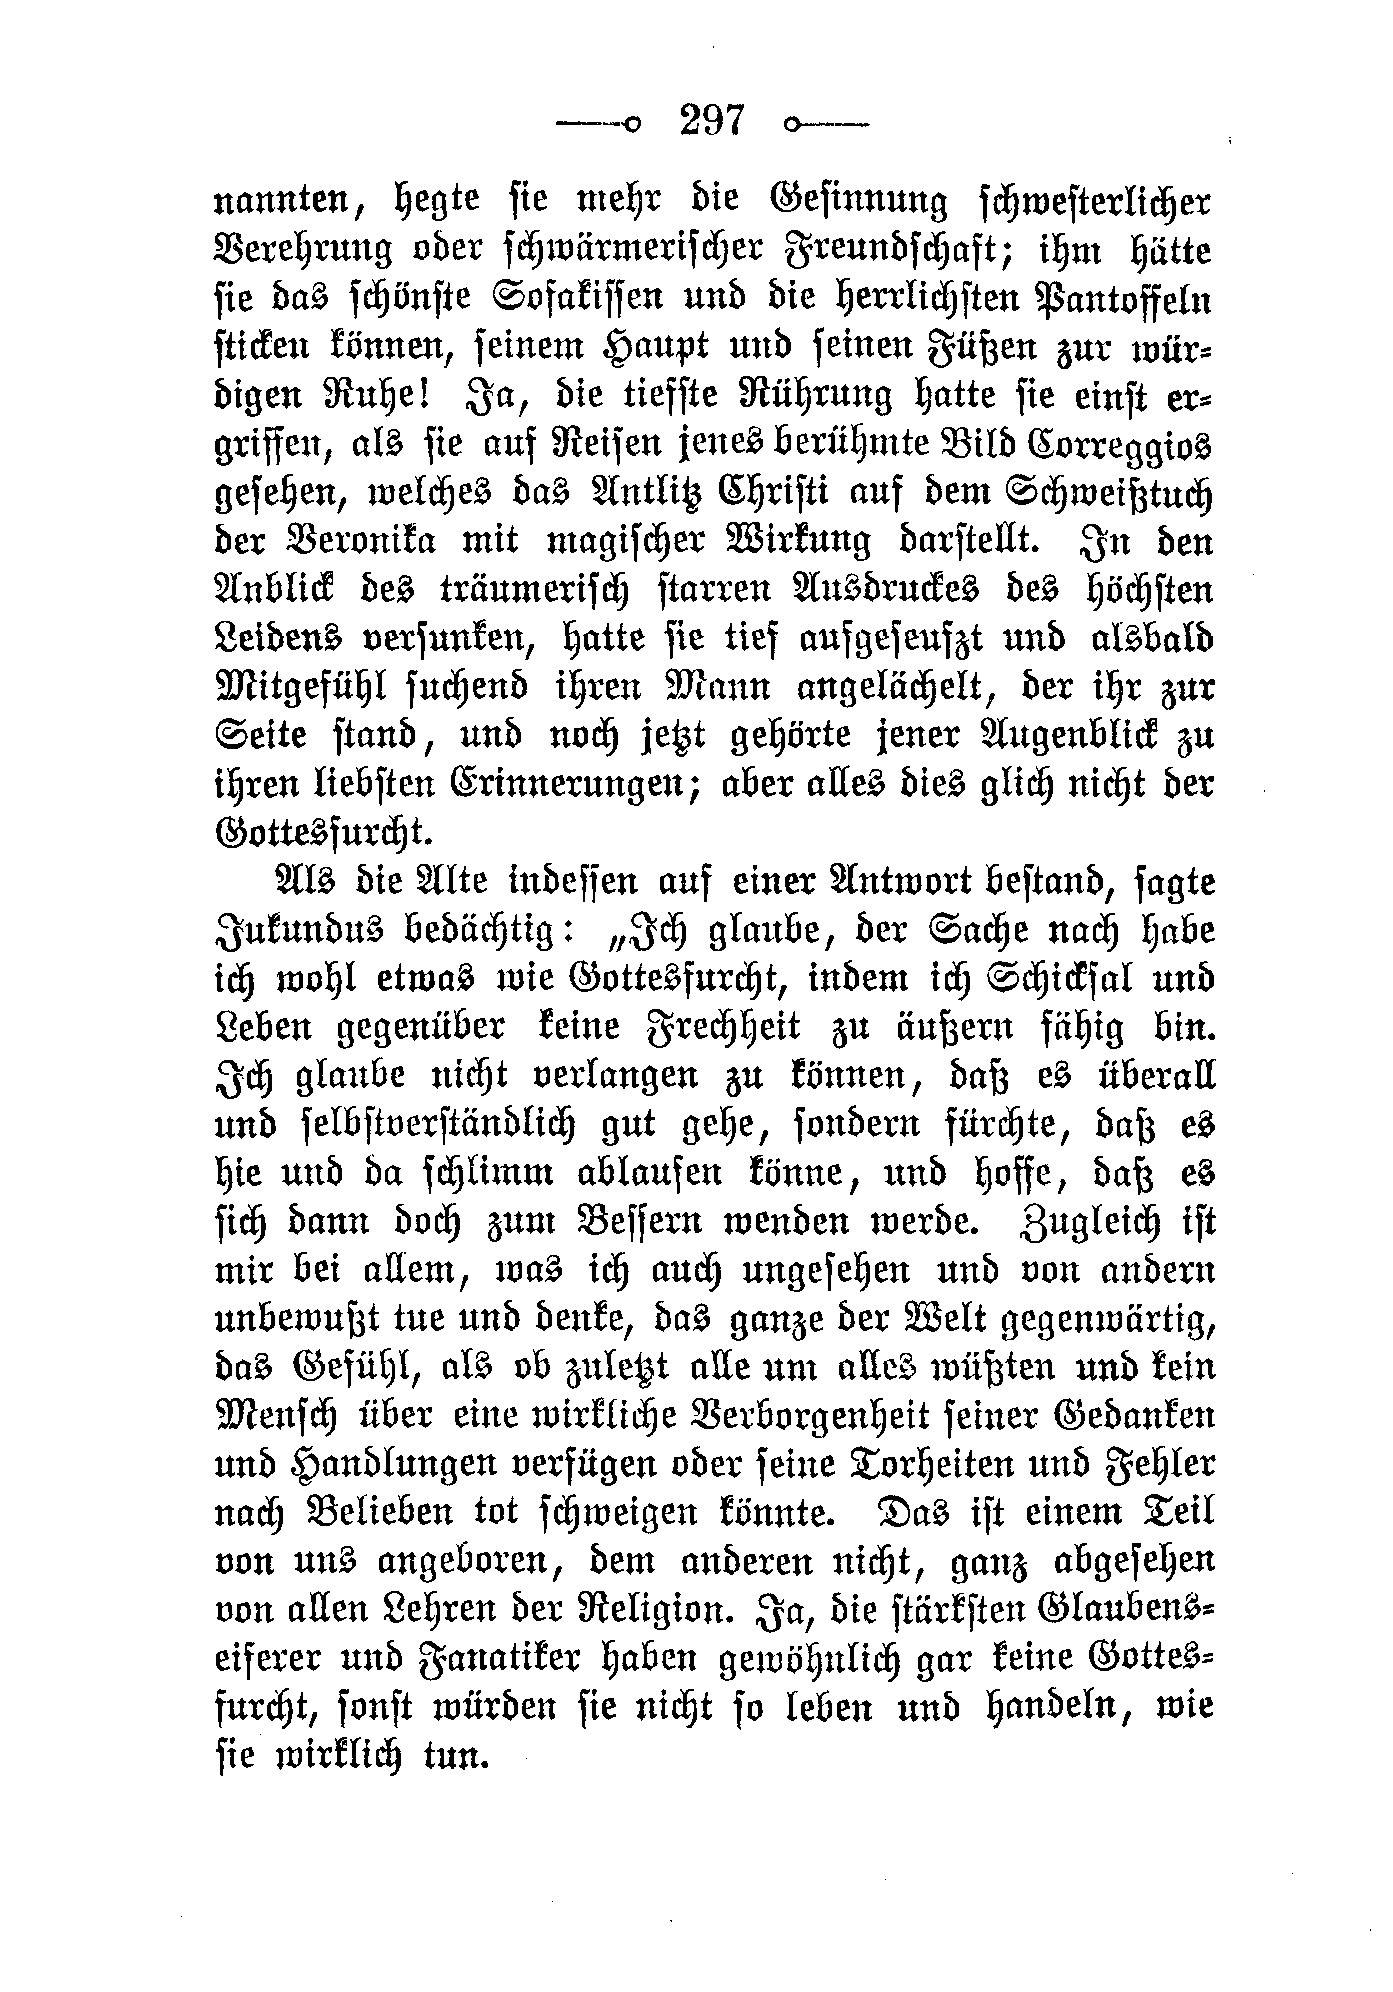 297
nannten, hegte sie mehr die Gesinnung schwesterlicher
Verehrung oder schwärmerischer Freundschaft; ihm hätte
sie das schönste Sofakissen und die herrlichsten Pantoffeln
sticken können, seinem Haupt und seinen Füßen zur wür-
digen Ruhe! Ja, die tiefste Rührung hatte sie einst er-
griffen, als sie auf Reisen jenes berühmte Bild Correggios
gesehen, welches das Antlitz Christi auf dem Schweißtuch
der Veronika mit magischer Wirkung darstellt. In den
Anblick des träumerisch starren Ausdruckes des höchsten
Leidens versunken, hatte sie tief aufgeseufzt und alsbald
Mitgefühl suchend ihren Mann angelächelt, der ihr zur
Seite stand, und noch jetzt gehörte jener Augenblick zu
ihren liebsten Erinnerungen; aber alles dies glich nicht der
Gottesfurcht.
Als die Alte indessen auf einer Antwort bestand, sagte
Jukundus bedächtig: „Ich glaube, der Sache nach habe
ich wohl etwas wie Gottesfurcht, indem ich Schicksal und
Leben gegenüber keine Frechheit zu äußern fähig bin.
Ich glaube nicht verlangen zu können, daß es überall
und selbstverständlich gut gehe, sondern fürchte, daß es
hie und da schlimm ablaufen könne, und hoffe, daß es
sich dann doch zum Bessern wenden werde. Zugleich ist
mir bei allem, was ich auch ungesehen und von andern
unbewußt tue und denke, das ganze der Welt gegenwärtig,
das Gefühl, als ob zuletzt alle um alles wüßten und kein
Mensch über eine wirkliche Verborgenheit seiner Gedanken
und Handlungen verfügen oder seine Torheiten und Fehler
nach Belieben tot schweigen könnte. Das ist einem Teil
von uns angeboren, dem anderen nicht, ganz abgesehen
von allen Lehren der Religion. Ja, die stärksten Glaubens-
eiferer und Fanatiker haben gewöhnlich gar keine Gottes-
furcht, sonst würden sie nicht so leben und handeln, wie
sie wirklich tun.